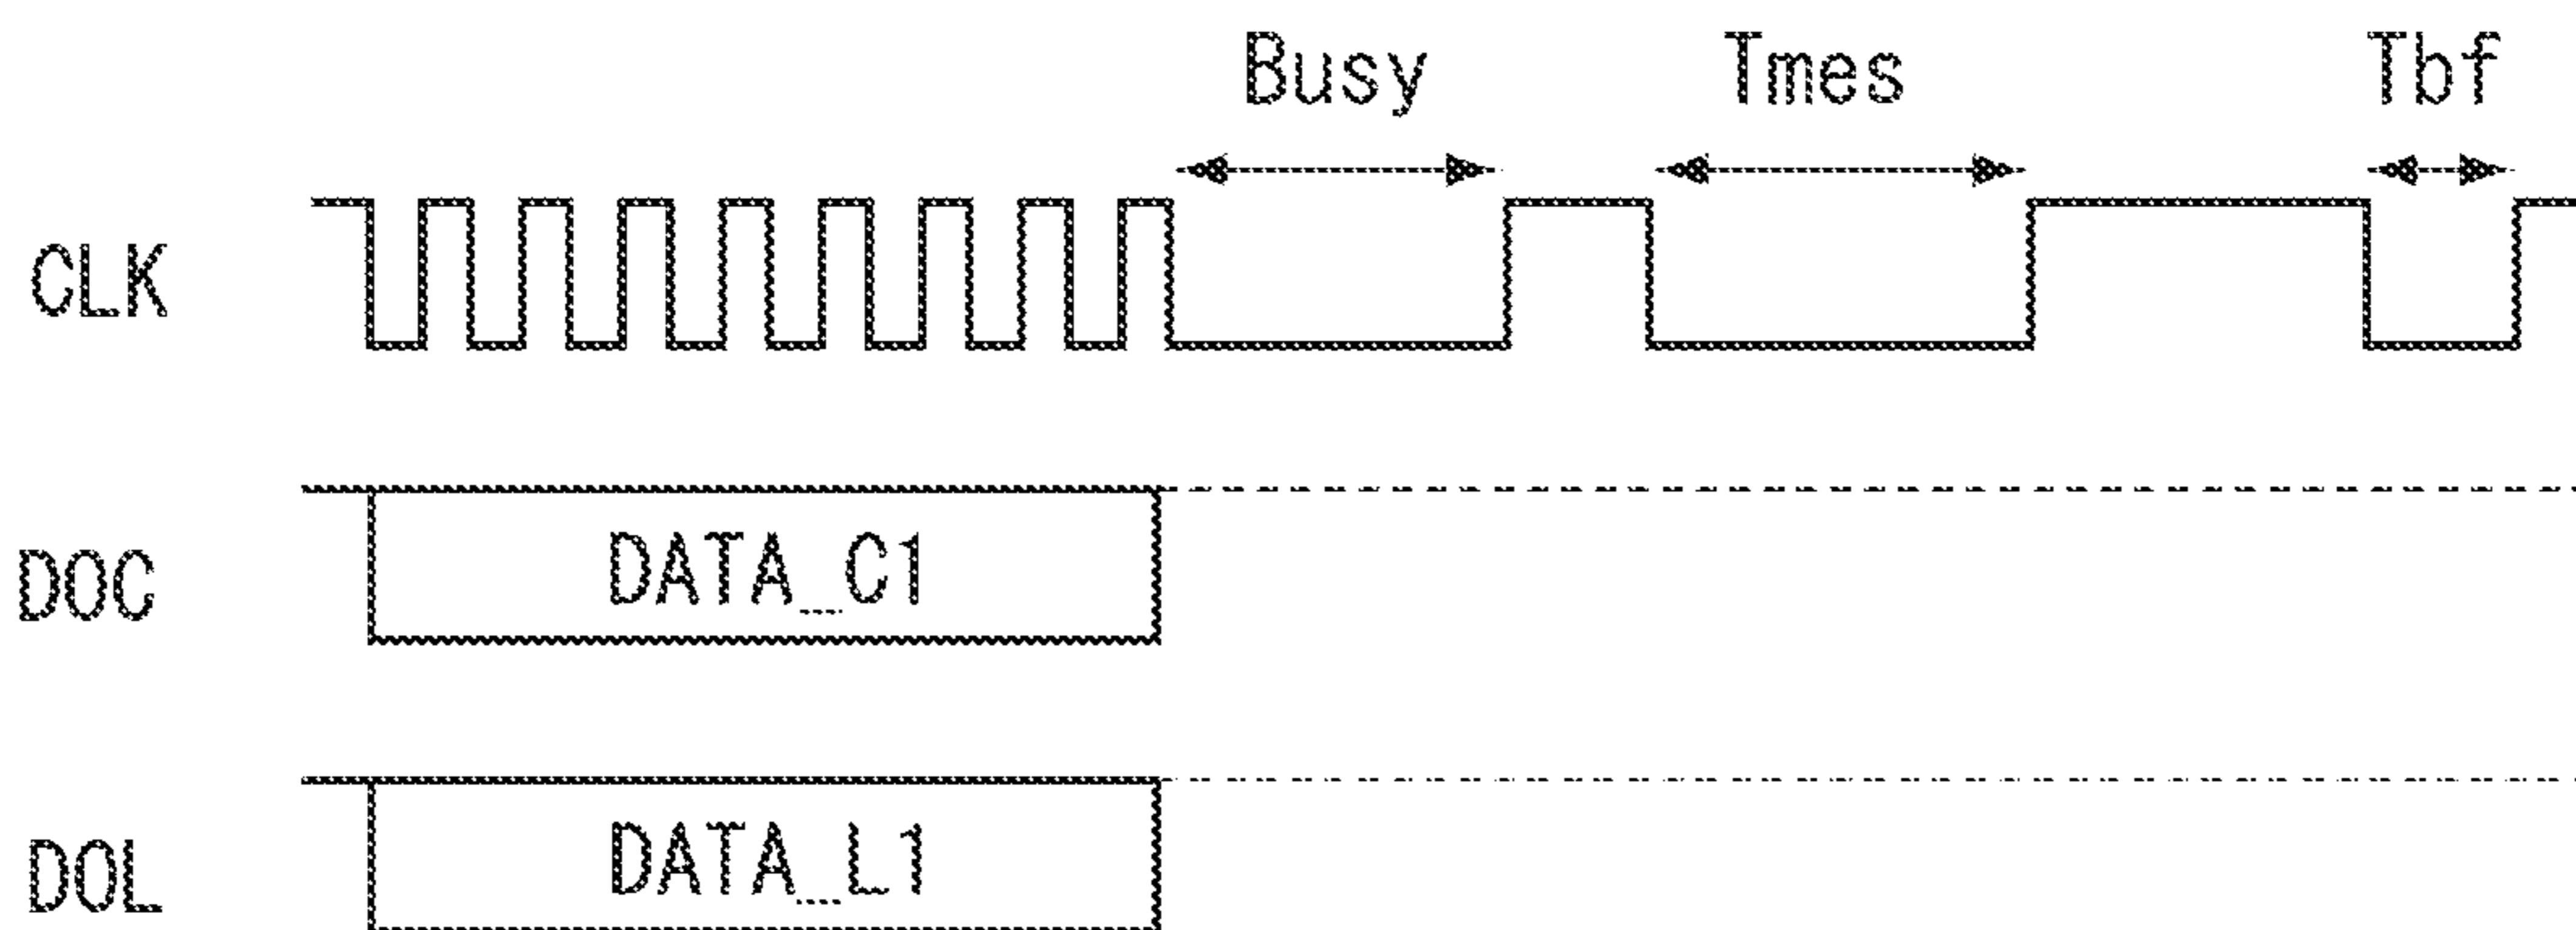 Busy Tmes Tbf
CLK
DOC DATA_C1
DOL DATA_L1